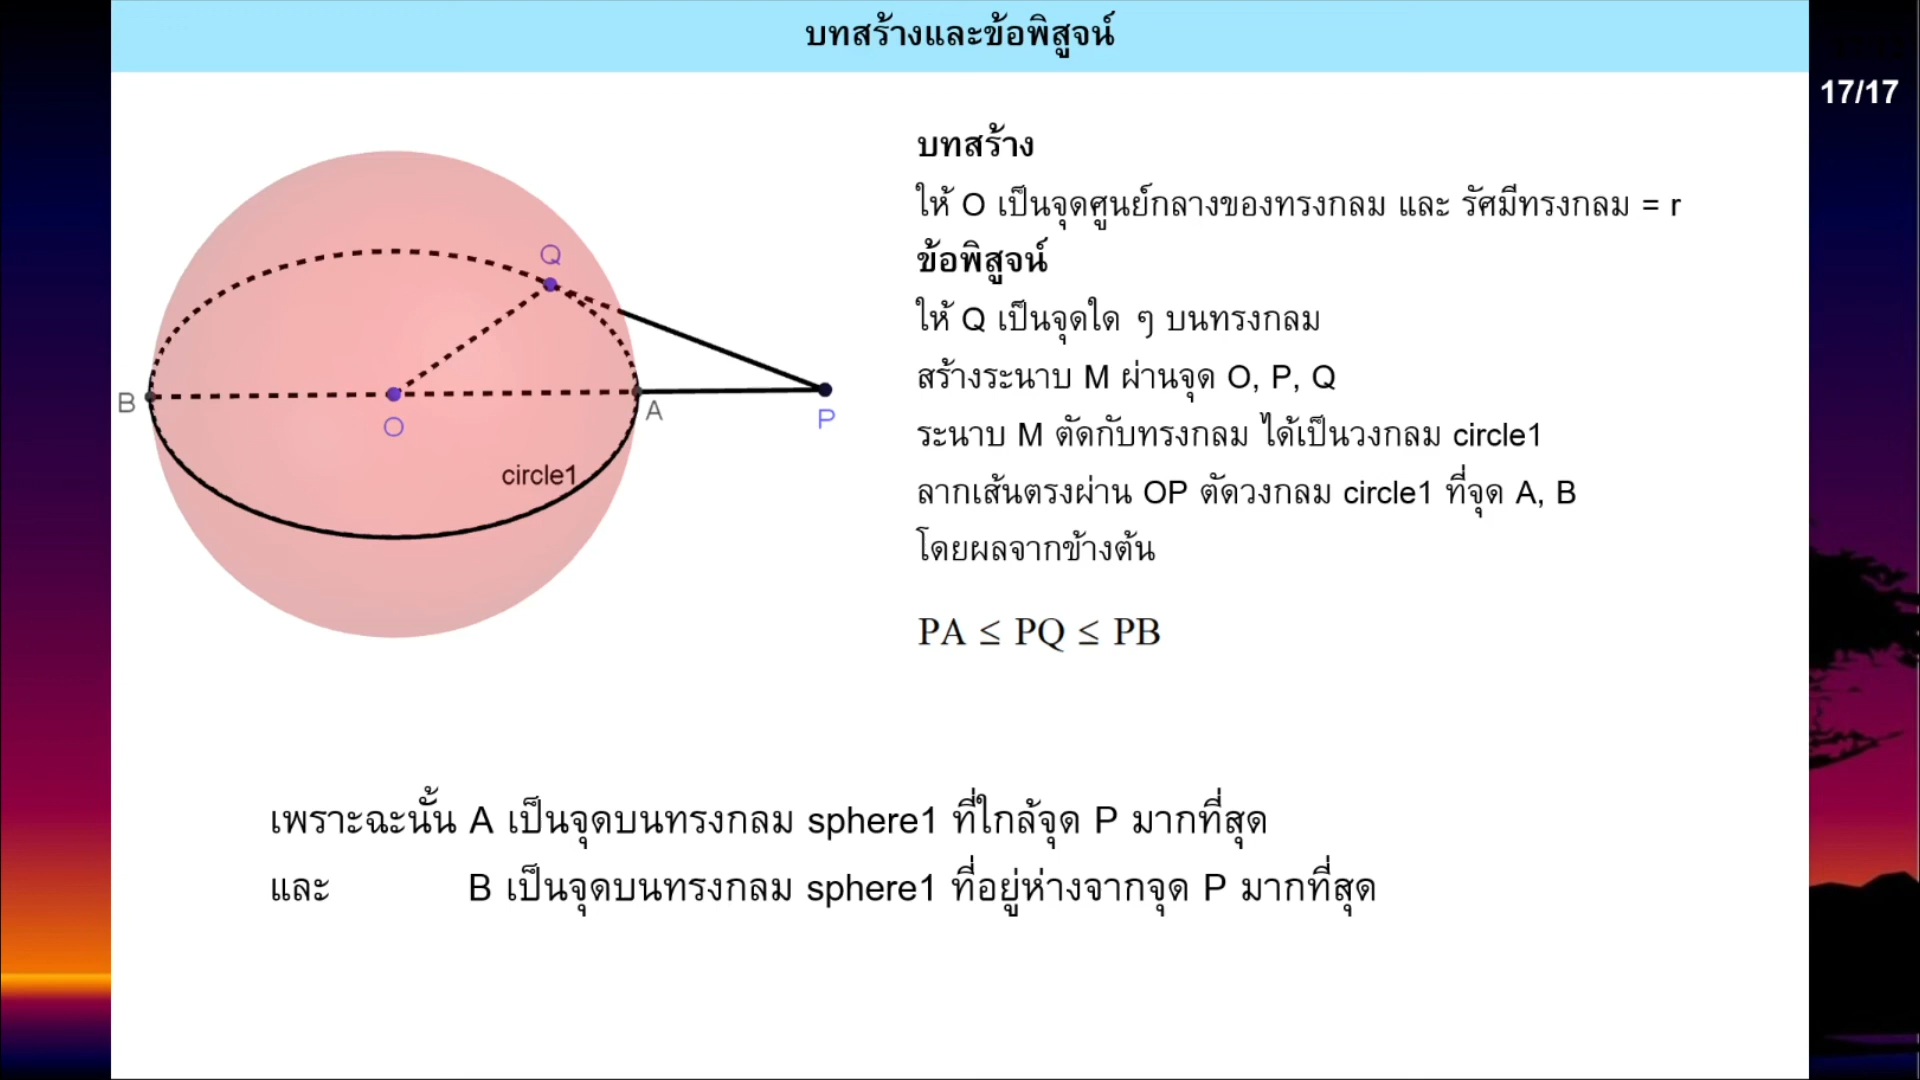 บทสร้างและข้อพิสูจน์
17/17
บทสร้าง
ให้ O เป็นจุดศูนย์กลางของทรงกลม และ รัศมีทรงกลม = r
ข้อพิสูจน์
ให้ Q เป็นจุดใด ๆ บนทรงกลม
สร้างระนาบ M ผ่านจุด O, P, Q
ระนาบ M ตัดกับทรงกลม ได้เป็นวงกลม circle1
ลากเส้นตรงผ่าน OP ตัดวงกลม circle1 ที่จุด A, B
โดยผลจากข้างต้น
PA ≤ PQ ≤ PB
Q
B
O
A
P
circle1
เพราะฉะนั้น A เป็นจุดบนทรงกลม sphere1 ที่ใกล้จุด P มากที่สุด
และ B เป็นจุดบนทรงกลม sphere1 ที่อยู่ห่างจากจุด P มากที่สุด